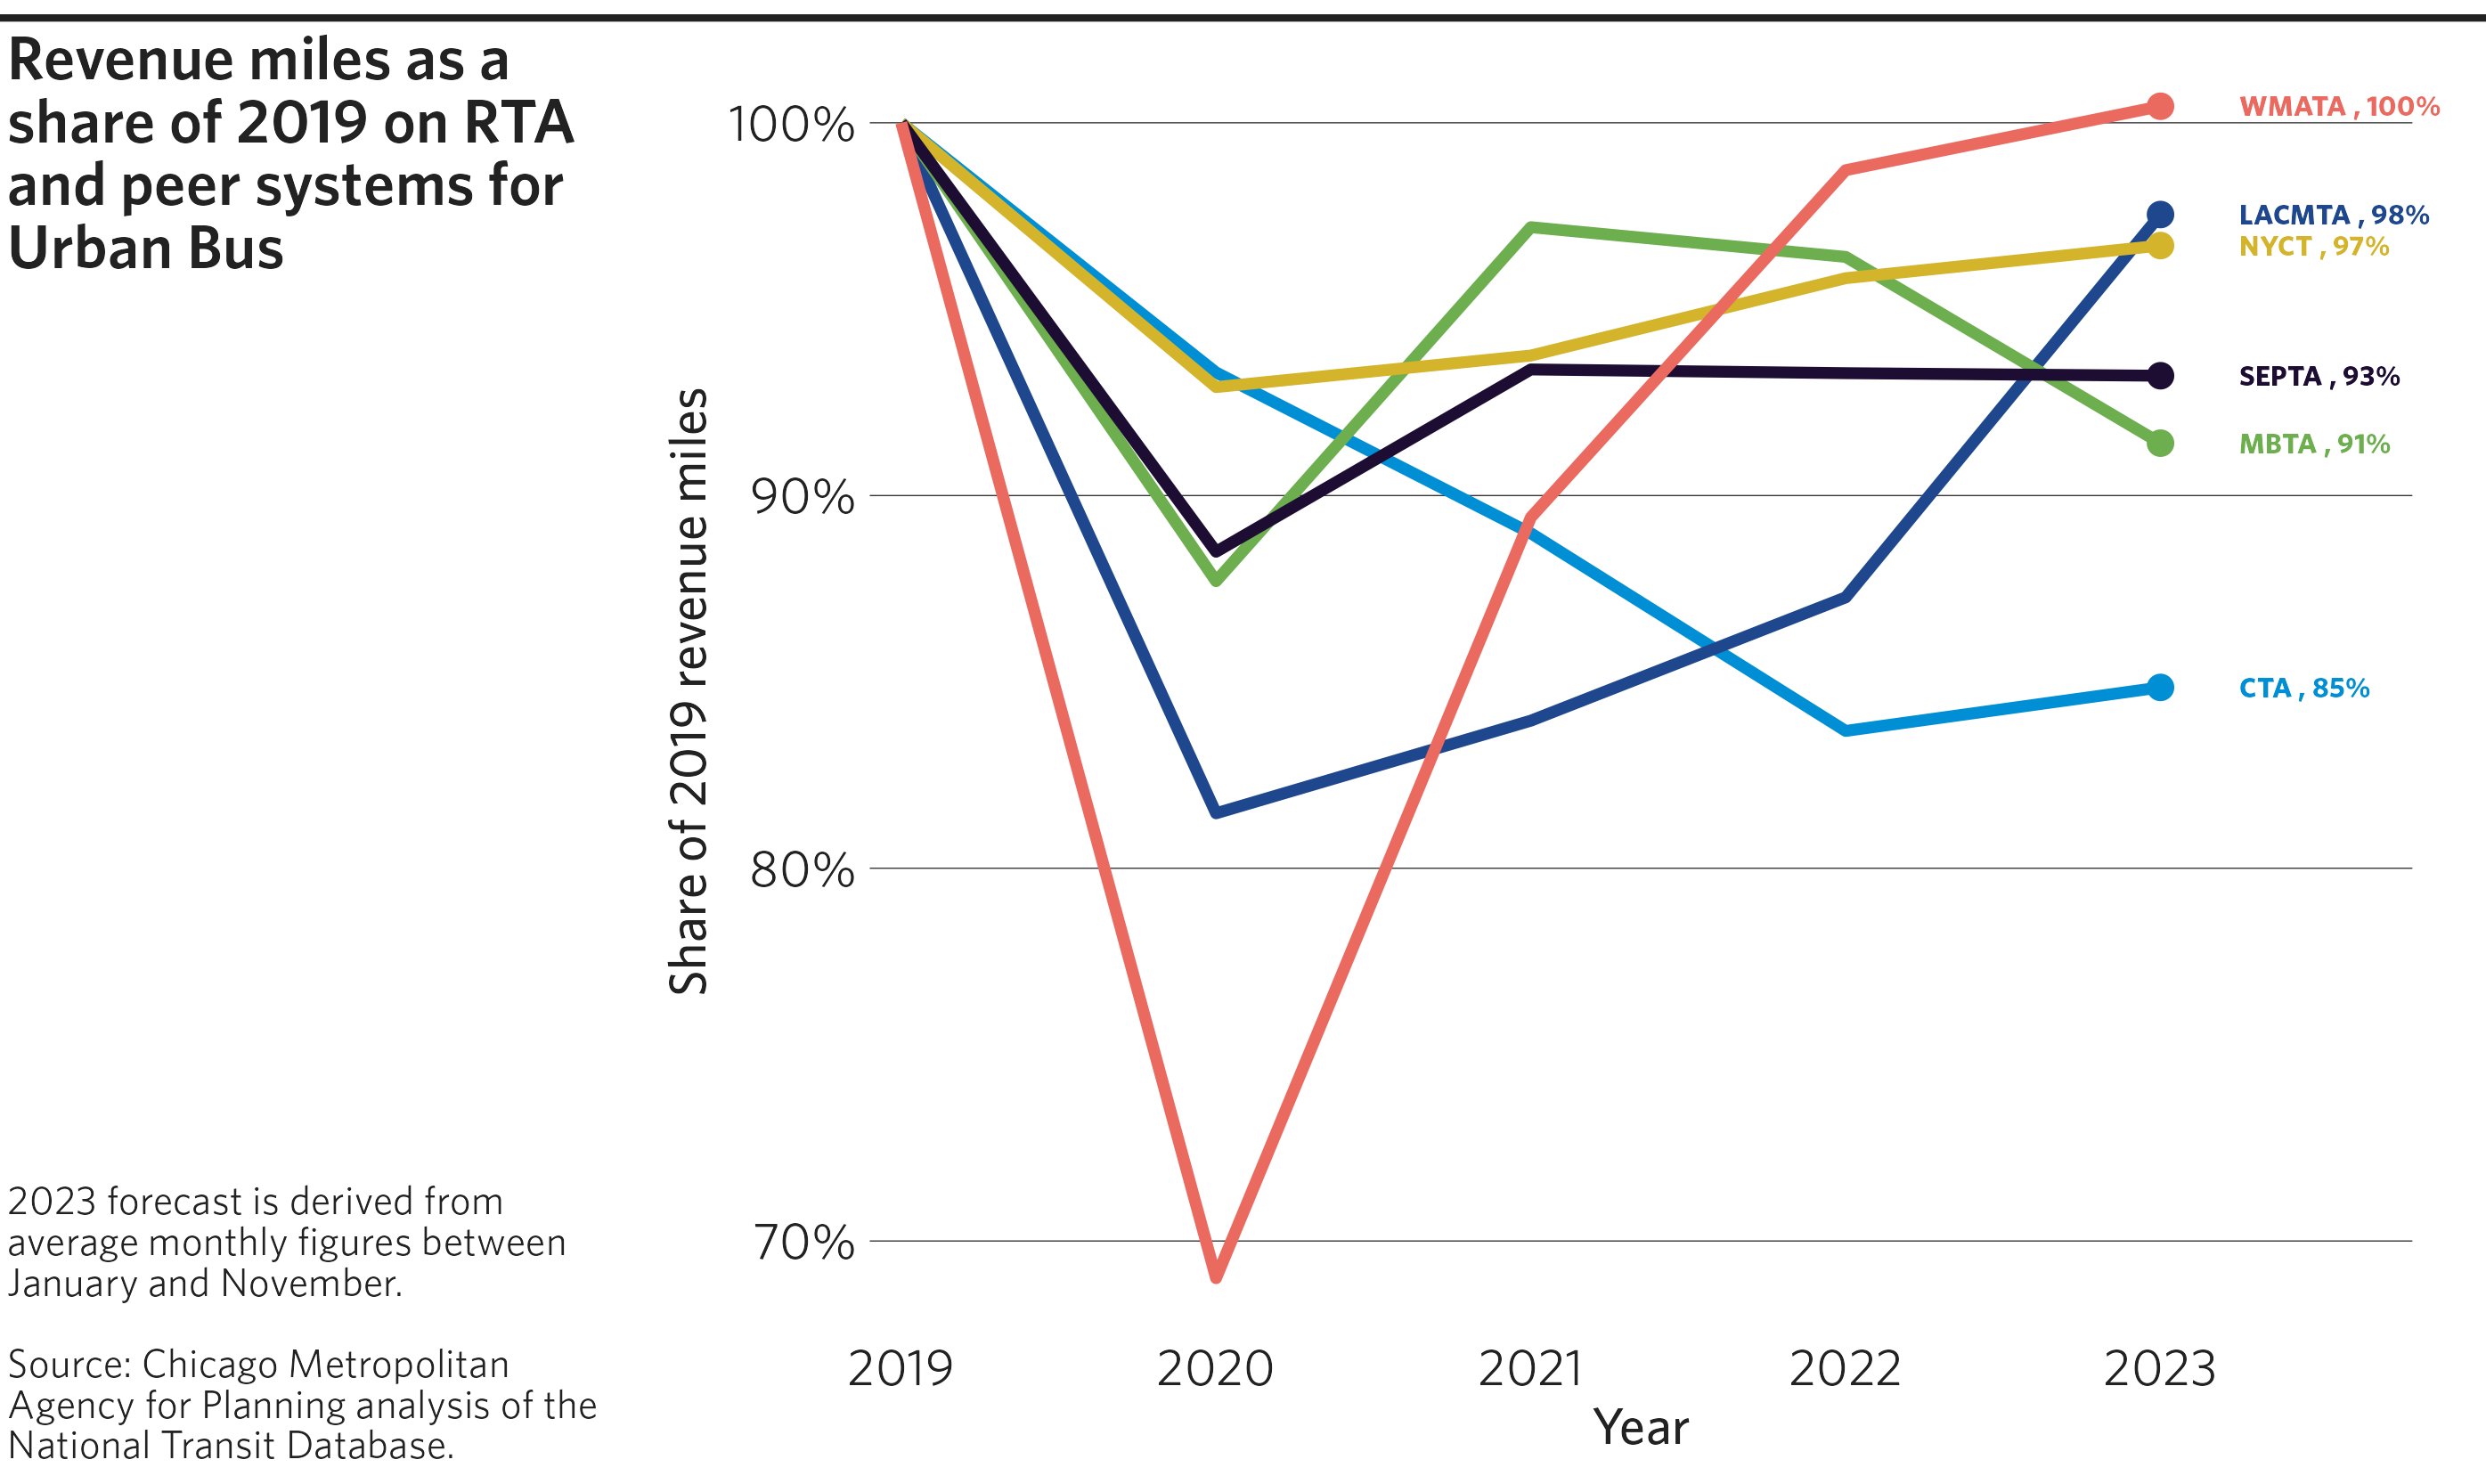 Revenue miles as a
share of 2019 on RTA
and peer systems for
Urban Bus
2023 forecast is derived from
average monthly figures between
January and November.
Source: Chicago Metropolitan
Agency for Planning analysis of the
National Transit Database.
Share of 2019 revenue miles
100%
90%
80%
70%
2019 2020 2021 2022 2023
Year
WMATA , 100%
LACMTA , 98%
NYCT , 97%
SEPTA , 93%
MBTA , 91%
CTA , 85%